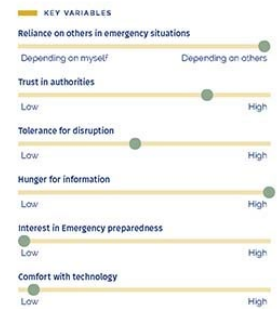 KEY VARIABLES
Reliance on others in emergency situations
Depending on myself Depending on others
Trust in authorities
Low High
Tolerance for disruption
Low High
Hunger for information
Low High
Interest in Emergency preparedness
Low High
Comfort with technology
Low High